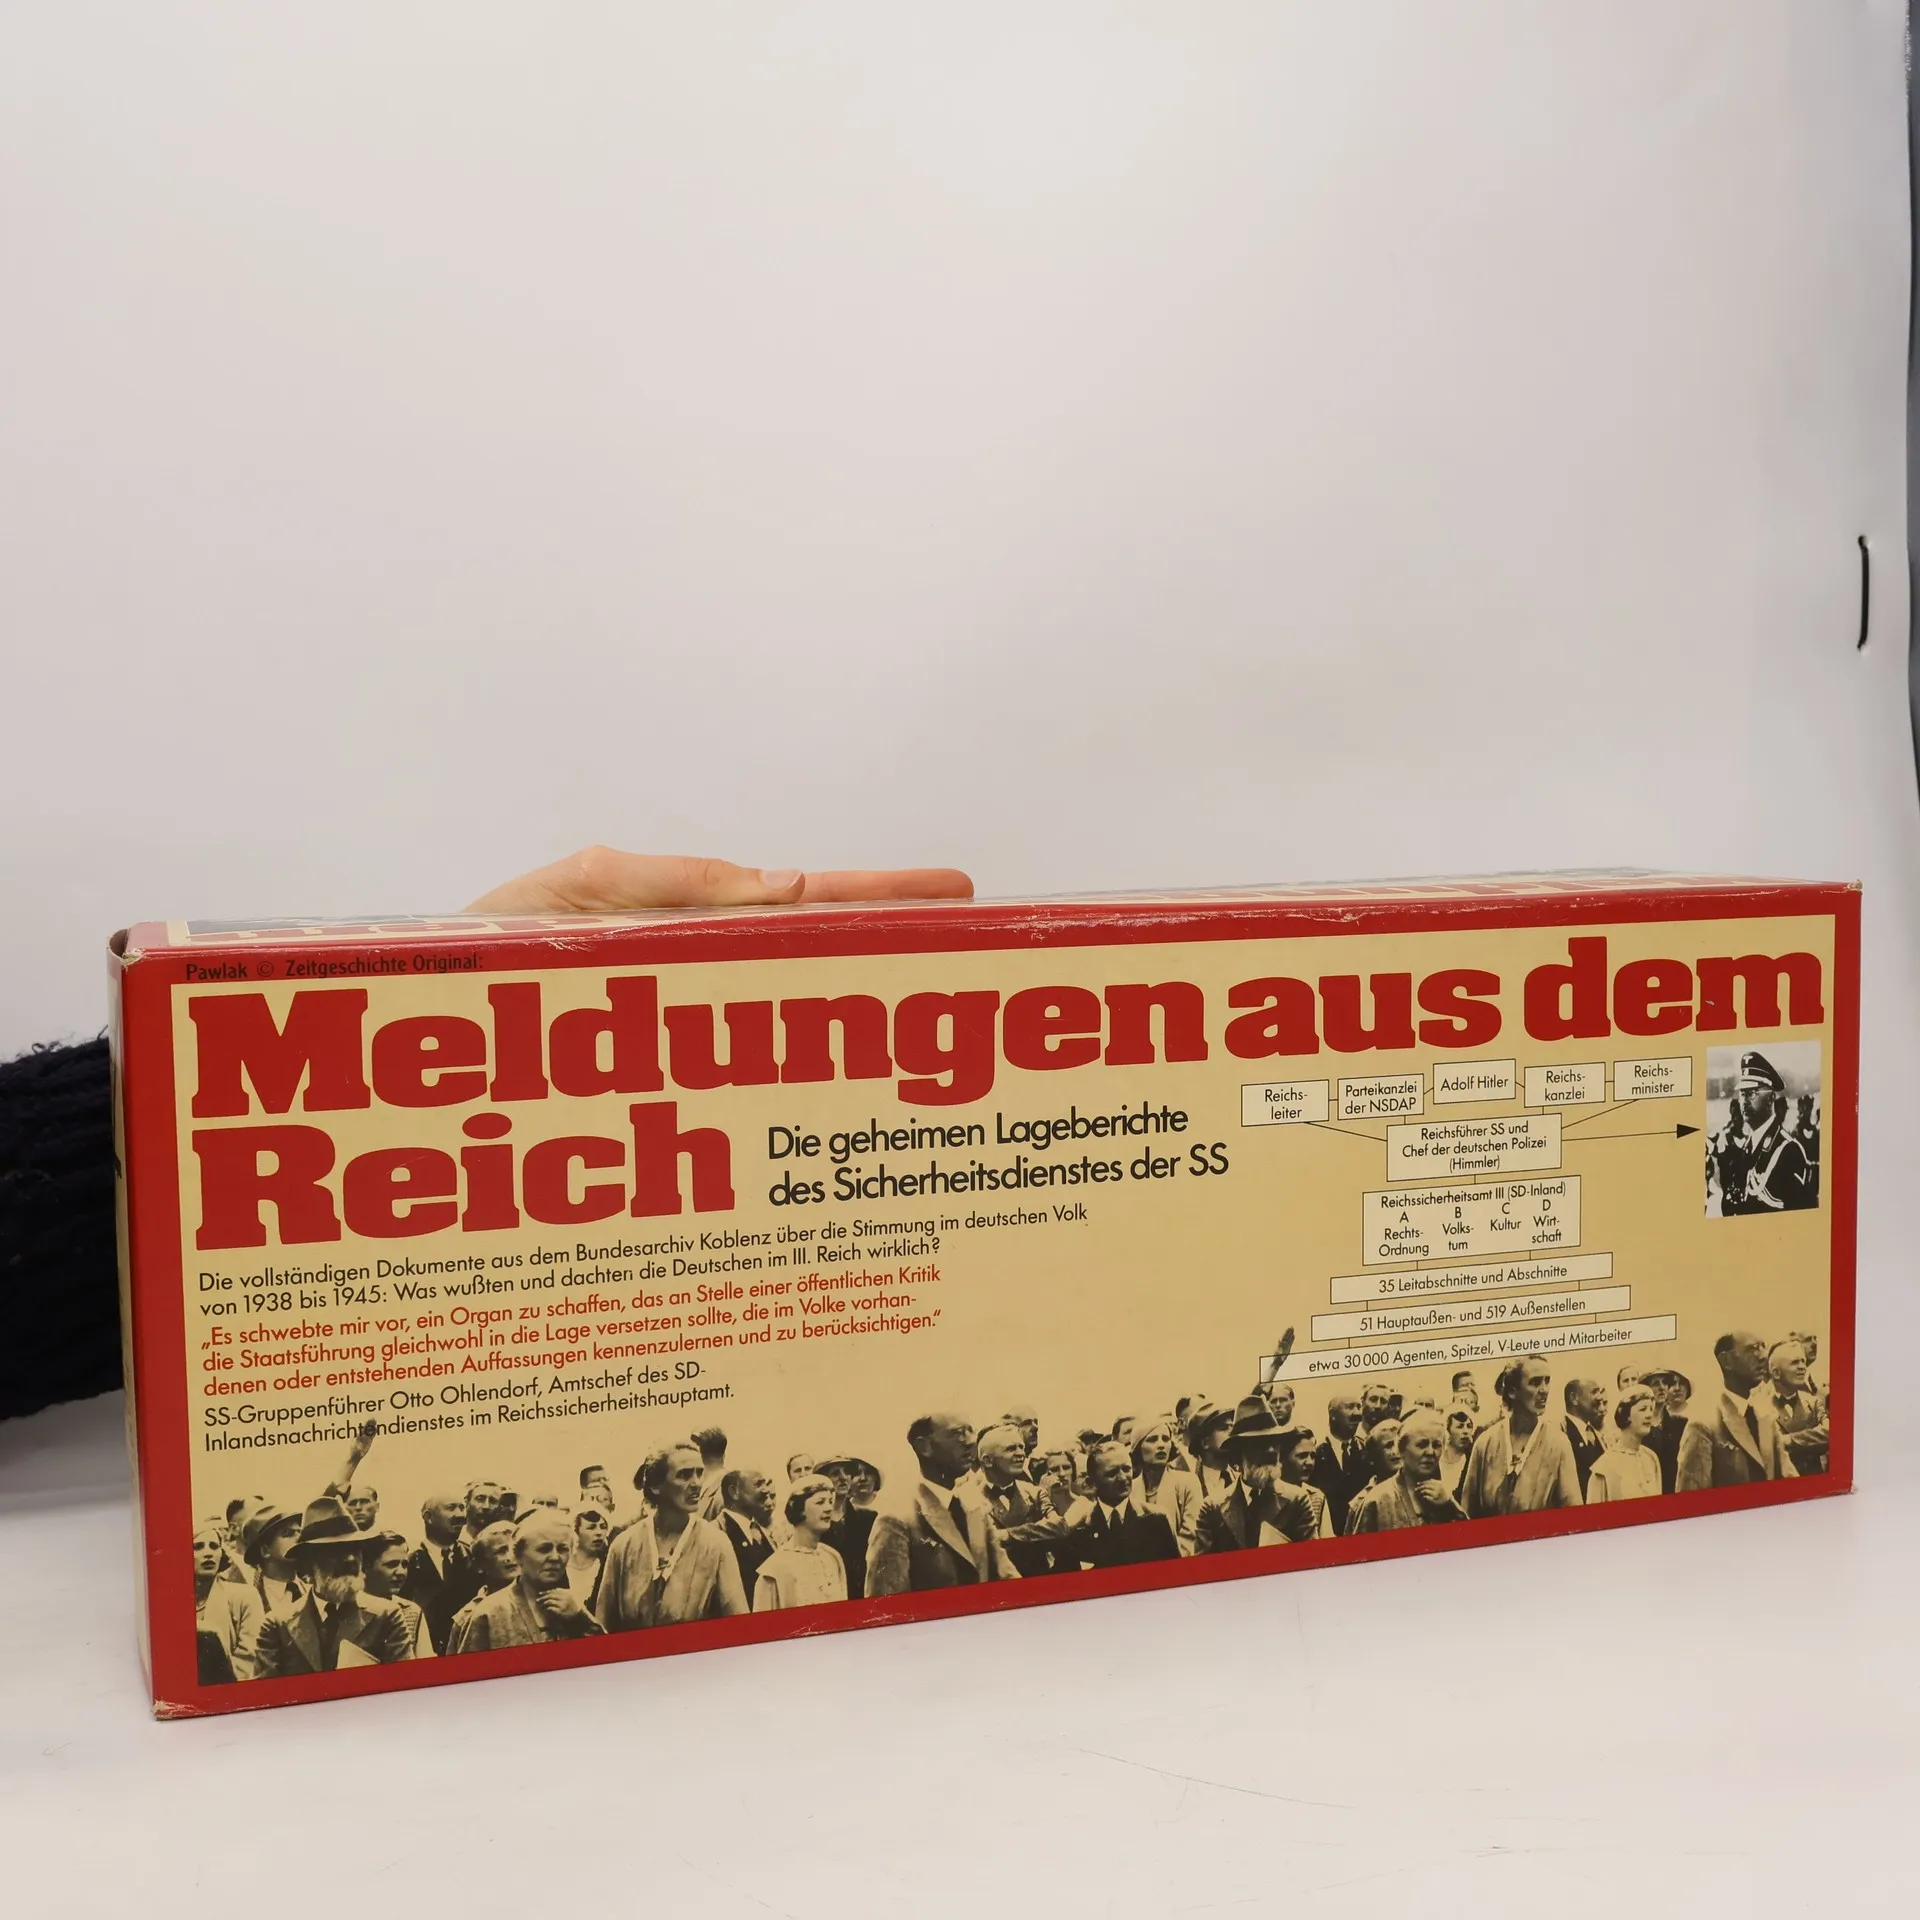 Pawlak © Zeitgeschichte Original:
Meldungen aus dem
Reich
Die geheimen Lageberichte
des Sicherheitsdienstes der SS
Die vollständigen Dokumente aus dem Bundesarchiv Koblenz über die Stimmung im deutschen Volk
von 1938 bis 1945: Was wußten und dachten die Deutschen im III. Reich wirklich?
„Es schwebte mir vor, ein Organ zu schaffen, das an Stelle einer öffentlichen Kritik
die Staatsführung gleichwohl in die Lage versetzen sollte, die im Volke vorhan-
denen oder entstehenden Auffassungen kennenzulernen und zu berücksichtigen.“
SS-Gruppenführer Otto Ohlendorf, Amtschef des SD-
Inlandsnachrichtendienstes im Reichssicherheitshauptamt.
Reichs-
leiter
Parteikanzlei
der NSDAP
Adolf Hitler
Reichs-
kanzlei
Reichs-
minister
Reichsführer SS und
Chef der deutschen Polizei
(Himmler)
Reichssicherheitsamt III (SD-Inland)
A
Rechts-
Ordnung
B
Volks-
tum
C
Kultur
D
Wirt-
schaft
35 Leitabschnitte und Abschnitte
51 Hauptaußen- und 519 Außenstellen
etwa 30 000 Agenten, Spitzel, V-Leute und Mitarbeiter